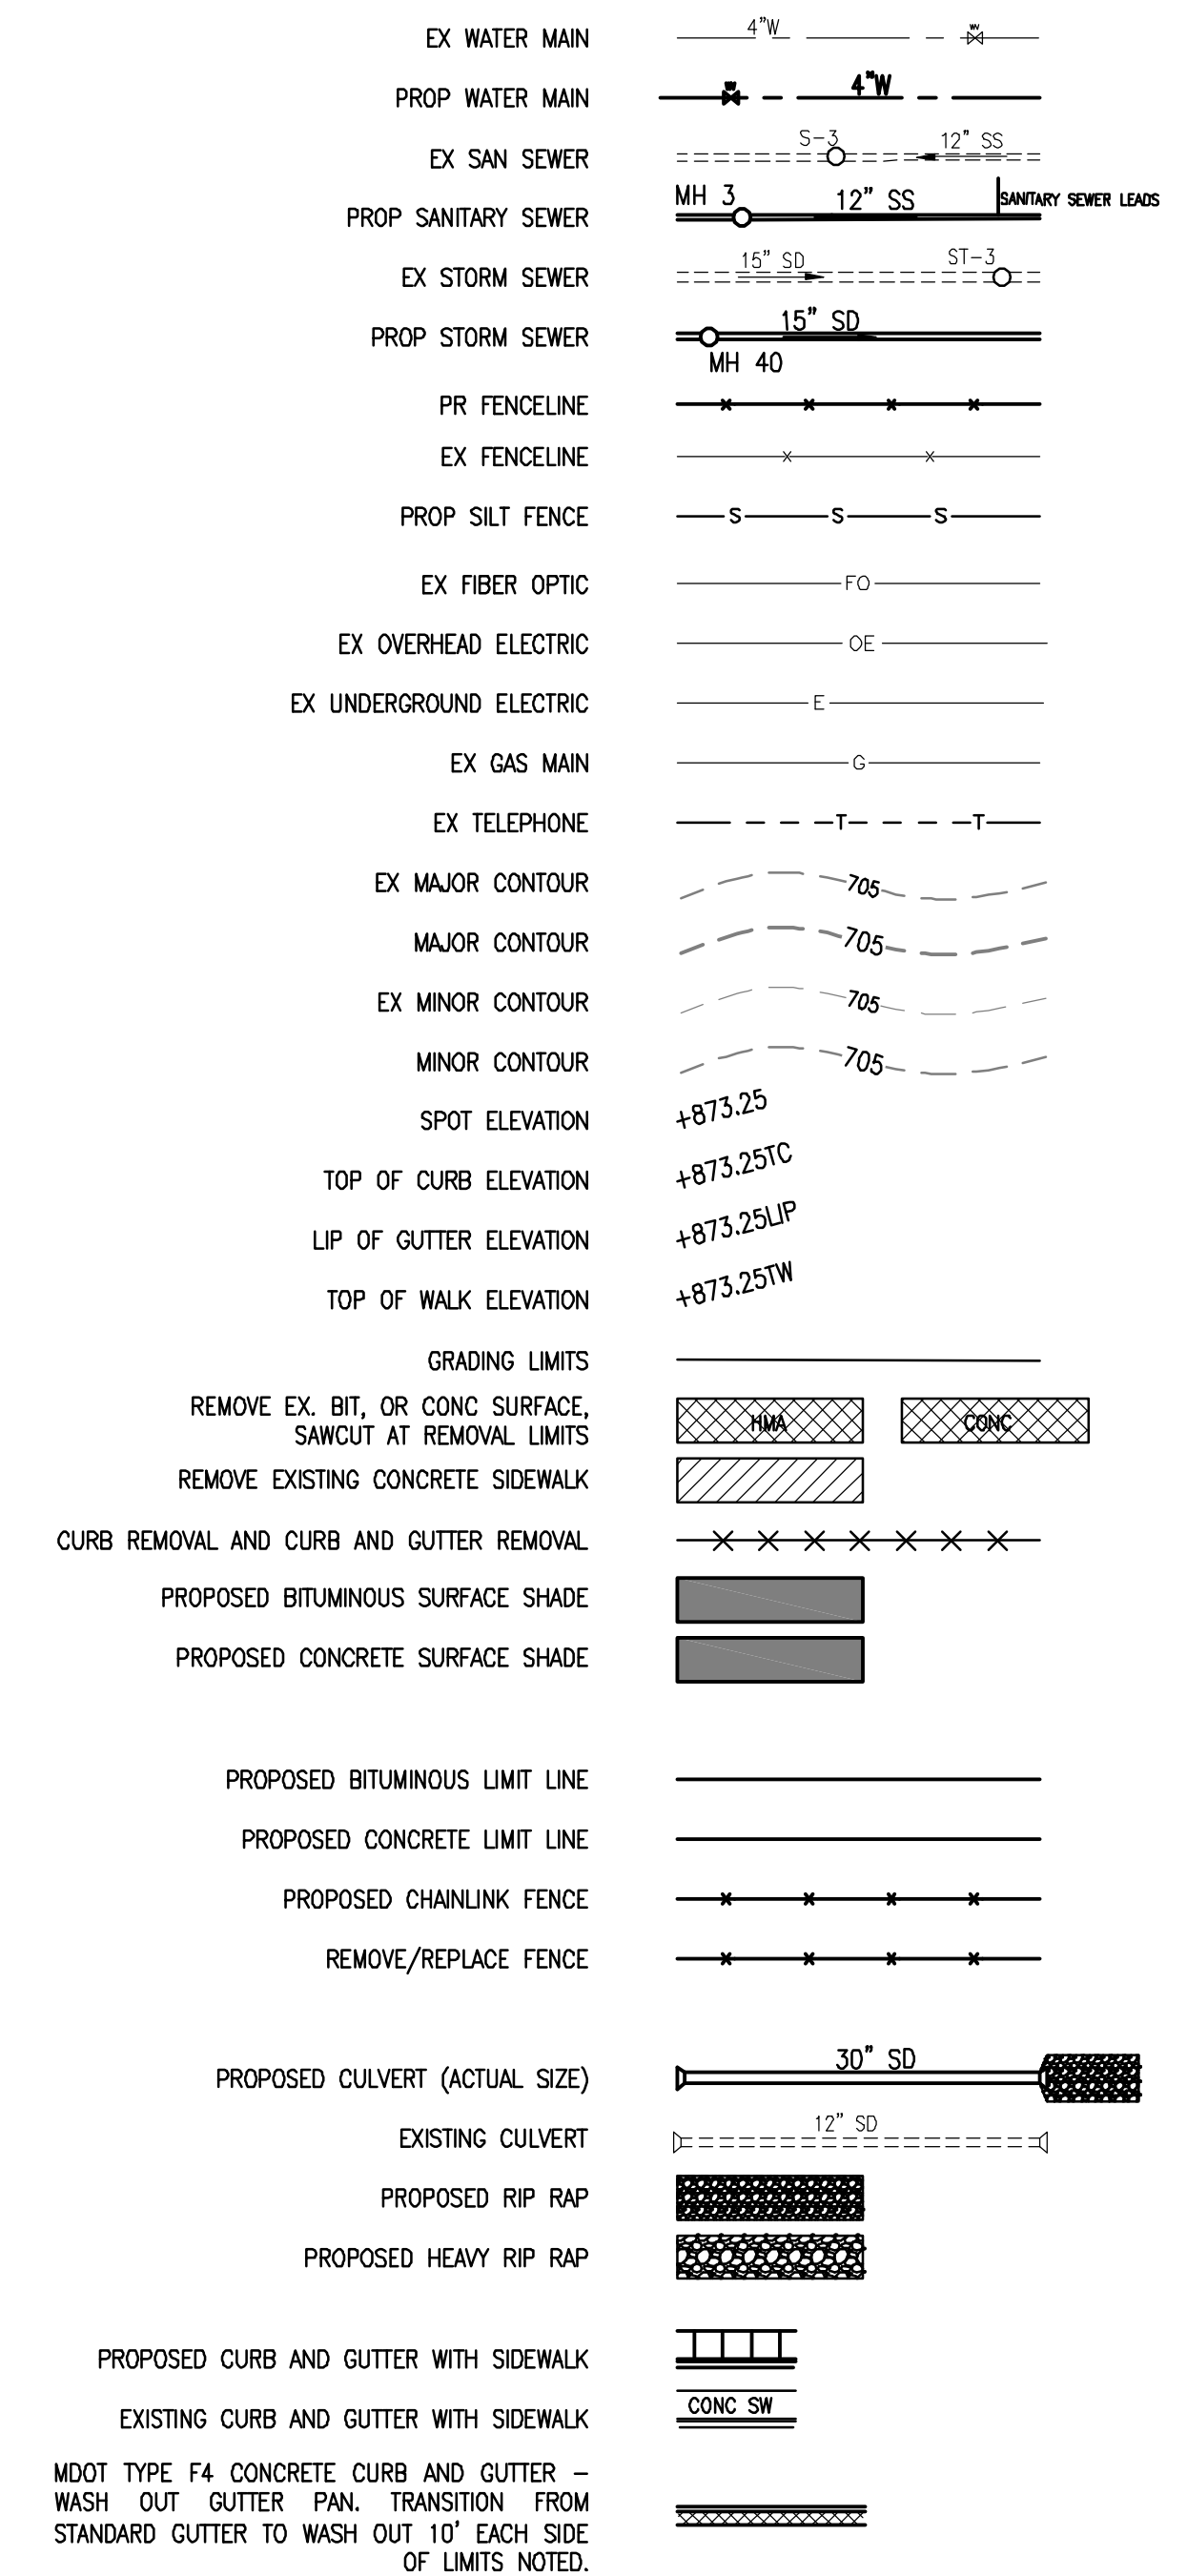 EX WATER MAIN 4"W WV
PROP WATER MAIN WV 4"W
EX SAN SEWER S-3 12" SS
PROP SANITARY SEWER MH 3 12" SS SANITARY SEWER LEADS
EX STORM SEWER 15" SD ST-3
PROP STORM SEWER 15" SD
MH 40
PR FENCELINE
EX FENCELINE
PROP SILT FENCE S S S
EX FIBER OPTIC FO
EX OVERHEAD ELECTRIC OE
EX UNDERGROUND ELECTRIC E
EX GAS MAIN G
EX TELEPHONE T T
EX MAJOR CONTOUR 705
MAJOR CONTOUR 705
EX MINOR CONTOUR 705
MINOR CONTOUR 705
SPOT ELEVATION +873.25
TOP OF CURB ELEVATION +873.25TC
LIP OF GUTTER ELEVATION +873.25LIP
TOP OF WALK ELEVATION +873.25TW
GRADING LIMITS
REMOVE EX. BIT, OR CONC SURFACE, HMA CONC
SAWCUT AT REMOVAL LIMITS
REMOVE EXISTING CONCRETE SIDEWALK
CURB REMOVAL AND CURB AND GUTTER REMOVAL
PROPOSED BITUMINOUS SURFACE SHADE
PROPOSED CONCRETE SURFACE SHADE
PROPOSED BITUMINOUS LIMIT LINE
PROPOSED CONCRETE LIMIT LINE
PROPOSED CHAINLINK FENCE
REMOVE/REPLACE FENCE
PROPOSED CULVERT (ACTUAL SIZE) 30" SD
EXISTING CULVERT 12" SD
PROPOSED RIP RAP
PROPOSED HEAVY RIP RAP
PROPOSED CURB AND GUTTER WITH SIDEWALK
EXISTING CURB AND GUTTER WITH SIDEWALK CONC SW
MDOT TYPE F4 CONCRETE CURB AND GUTTER –
WASH OUT GUTTER PAN. TRANSITION FROM
STANDARD GUTTER TO WASH OUT 10' EACH SIDE
OF LIMITS NOTED.